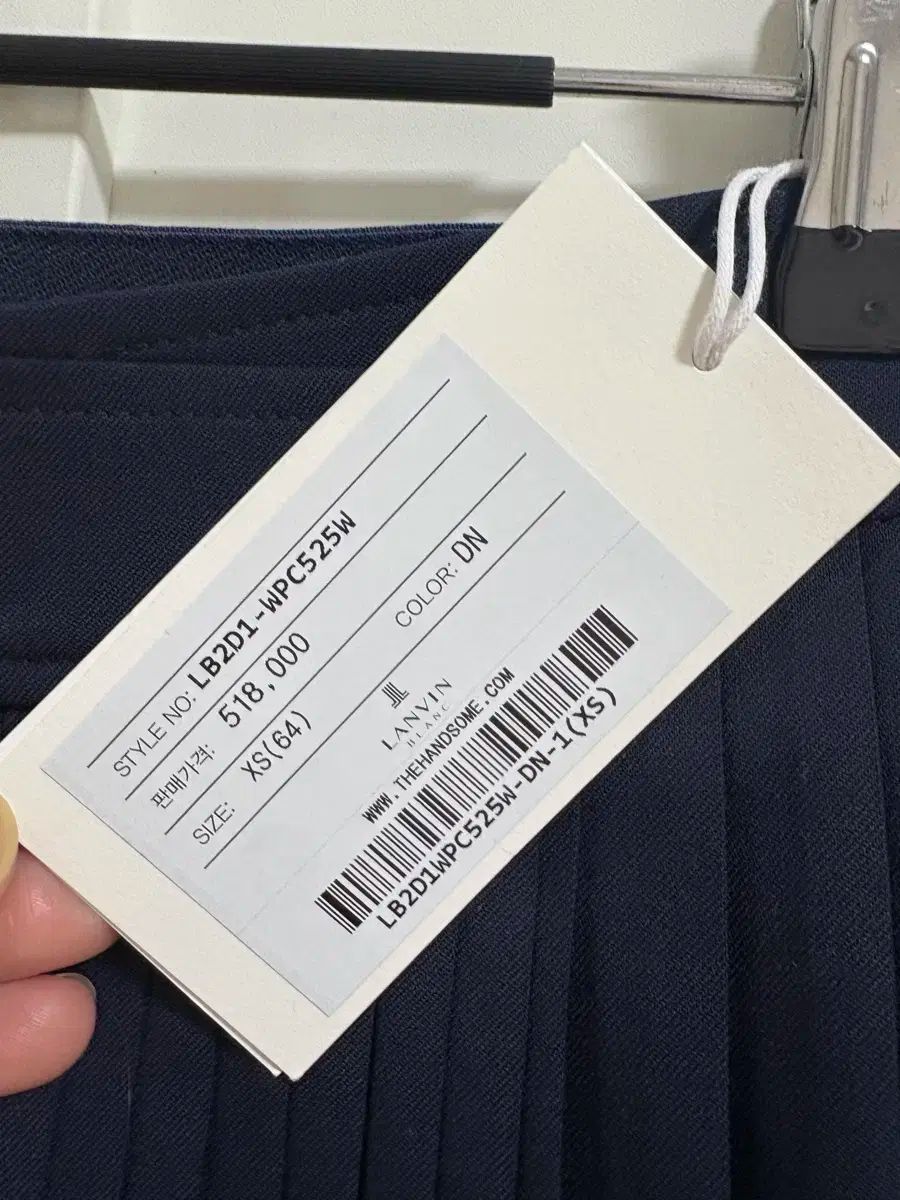 STYLE NO: LB2D1-WPC525W
판매가격: 518,000
SIZE: XS(64) COLOR: DN
LANVIN
BLANC
WWW.THEHANDSOME.COM
LB2D1WPC525W-DN-1(XS)